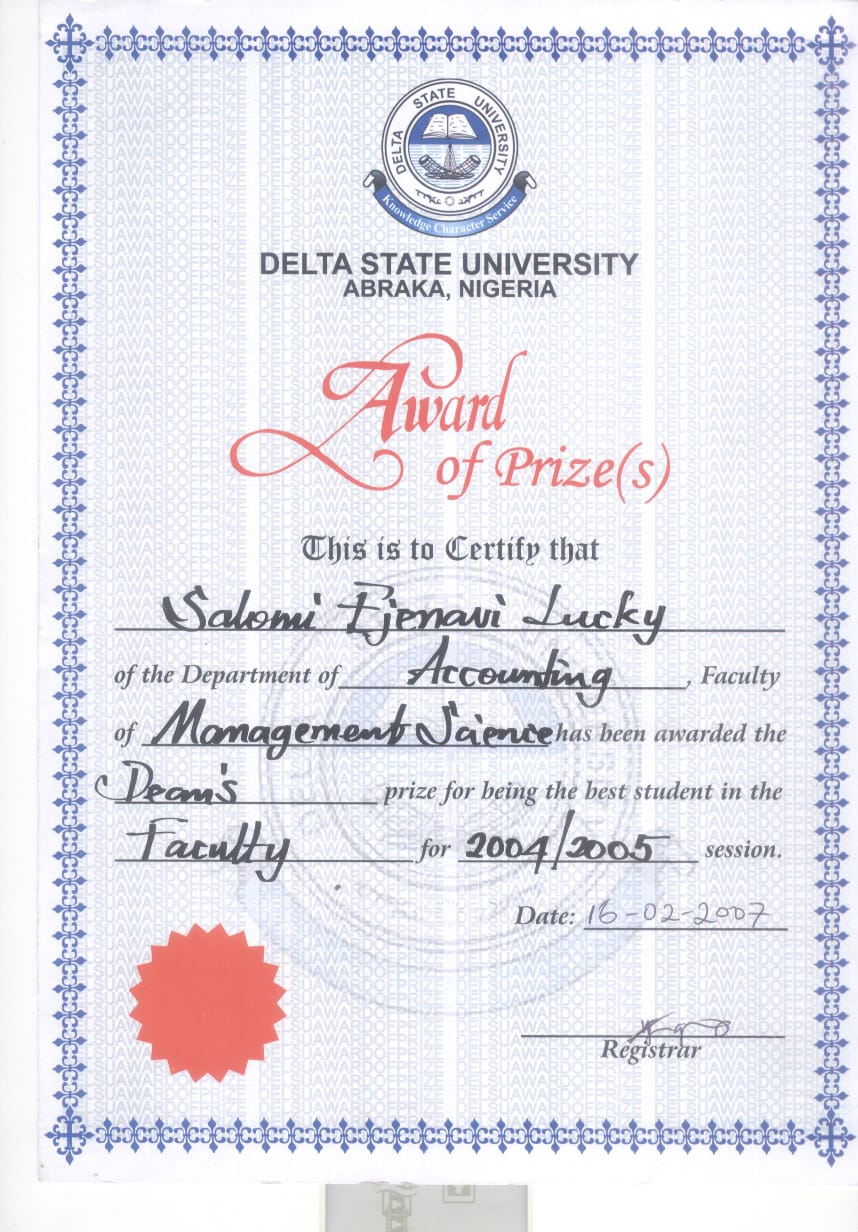 DELTA STATE UNIVERSITY
Knowledge Character Service
DELTA STATE UNIVERSITY
ABRAKA, NIGERIA
Award
of Prize(s)
This is to Certify that
Salomi Ejenavi Lucky
of the Department of Accounting, Faculty
of Management Science has been awarded the
Dean's prize for being the best student in the
Faculty for 2004/2005 session.
Date: 16-02-2007
Registrar